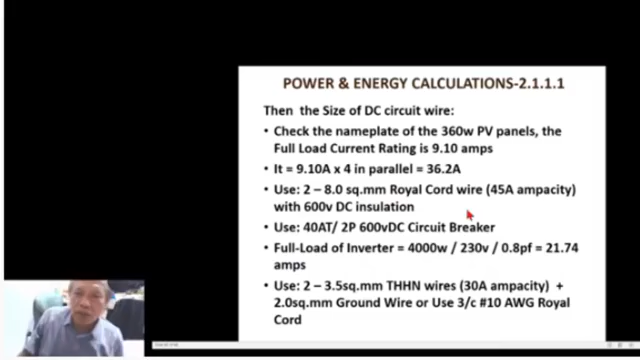 POWER & ENERGY CALCULATIONS-2.1.1.1
Then the Size of DC circuit wire:
• Check the nameplate of the 360w PV panels, the
Full Load Current Rating is 9.10 amps
• It = 9.10A x 4 in parallel = 36.2A
• Use: 2 – 8.0 sq.mm Royal Cord wire (45A ampacity)
with 600v DC insulation
• Use: 40AT/ 2P 600vDC Circuit Breaker
• Full-Load of Inverter = 4000w / 230v / 0.8pf = 21.74
amps
• Use: 2 – 3.5sq.mm THHN wires (30A ampacity) +
2.0sq.mm Ground Wire or Use 3/c #10 AWG Royal
Cord